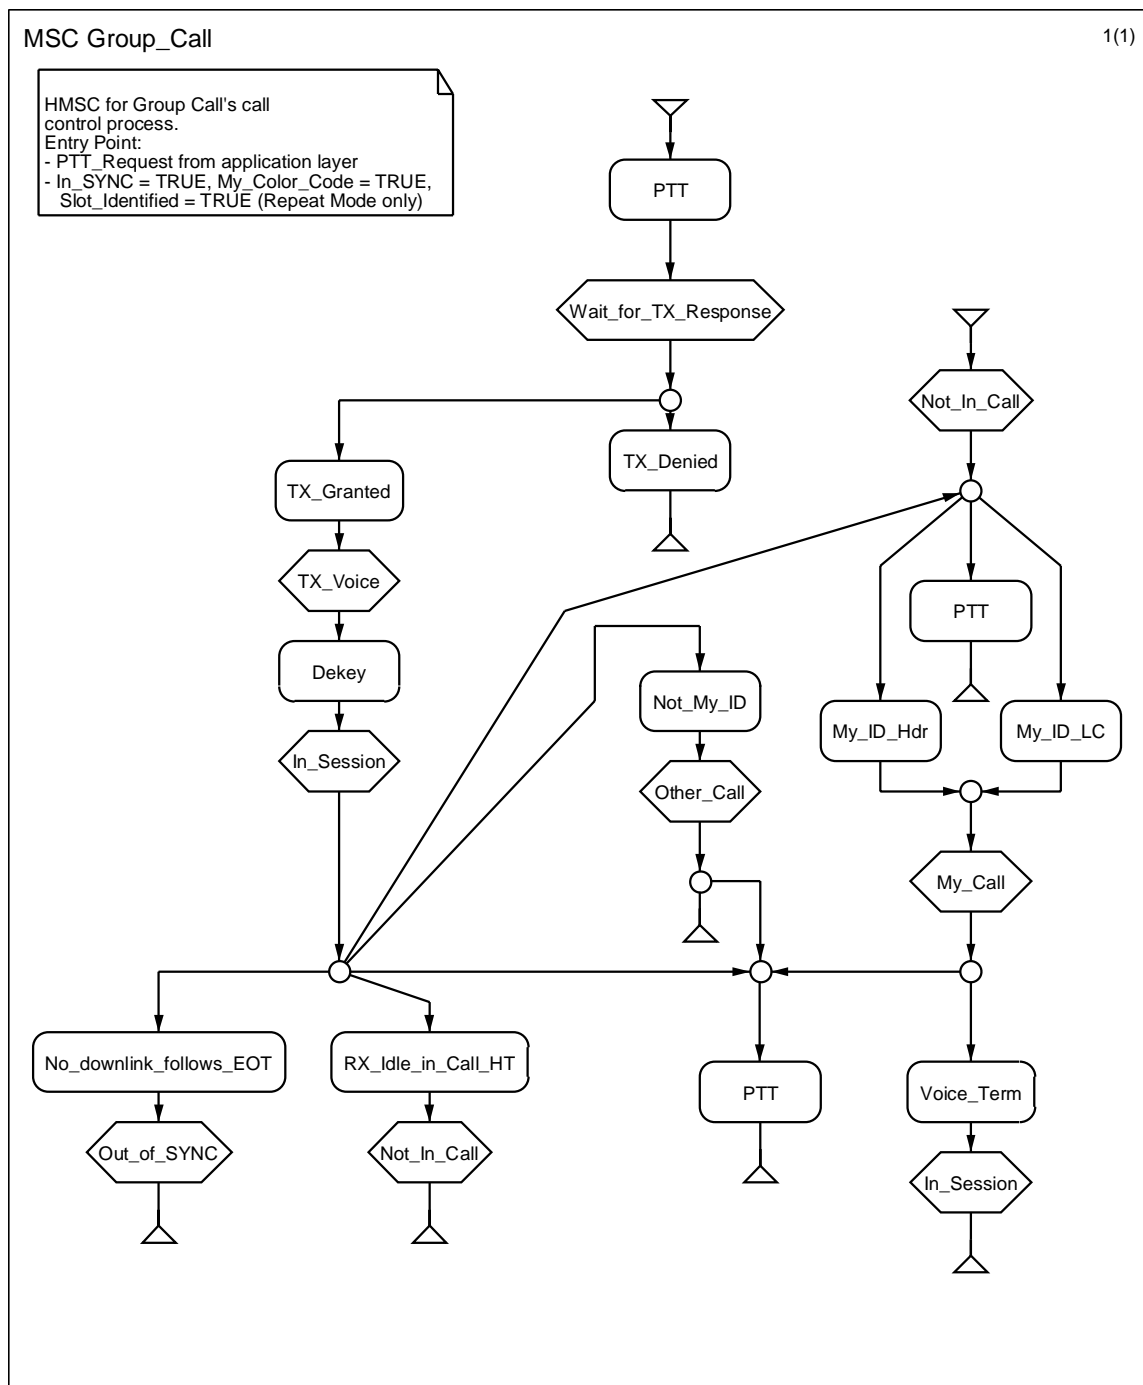 MSC Group_Call
1(1)
HMSC for Group Call's call
control process.
Entry Point:
- PTT_Request from application layer
- In_SYNC = TRUE, My_Color_Code = TRUE,
Slot_Identified = TRUE (Repeat Mode only)
PTT
Wait_for_TX_Response
Not_In_Call
TX_Denied
TX_Granted
TX_Voice
PTT
Dekey
Not_My_ID
My_ID_Hdr
My_ID_LC
In_Session
Other_Call
My_Call
No_downlink_follows_EOT
RX_Idle_in_Call_HT
PTT
Voice_Term
Out_of_SYNC
Not_In_Call
In_Session